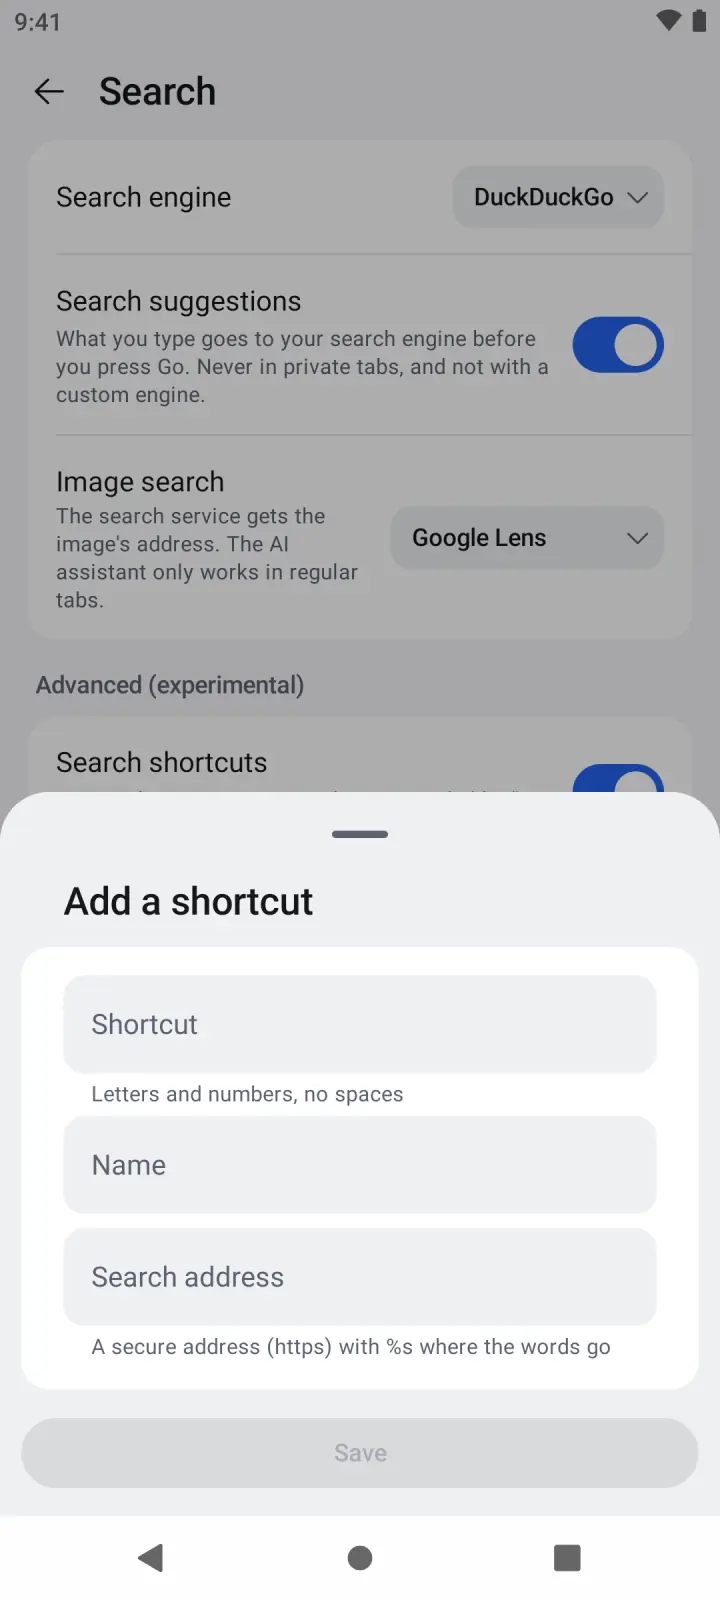 9:41
Search
Search engine
DuckDuckGo
Search suggestions
What you type goes to your search engine before
you press Go. Never in private tabs, and not with a
custom engine.
Image search
The search service gets the
image's address. The AI
assistant only works in regular
tabs.
Google Lens
Advanced (experimental)
Search shortcuts
Add a shortcut
Shortcut
Letters and numbers, no spaces
Name
Search address
A secure address (https) with %s where the words go
Save